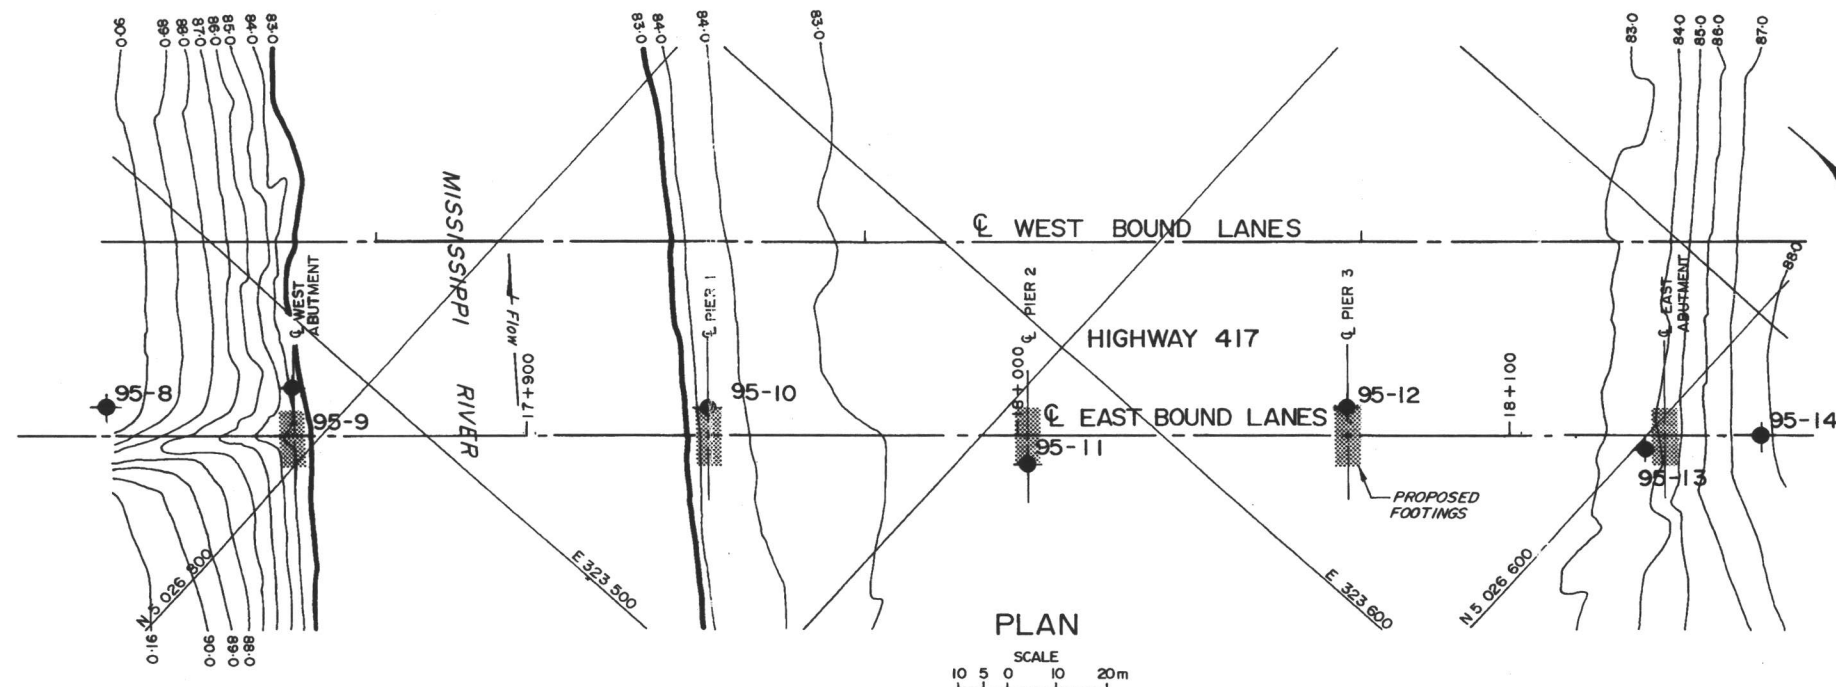 90·0
89·0
88·0
87·0
86·0
85·0
84·0
83·0
83·0
84·0
84·0
83·0
83·0
84·0
85·0
86·0
87·0
MISSISSIPPI
RIVER
℄ WEST BOUND LANES
88·0
℄ WEST
ABUTMENT
Flow
17+900
℄ PIER 1
℄ PIER 2
18+000
HIGHWAY 417
℄ PIER 3
℄ EAST
ABUTMENT
18+100
95-8
95-9
95-10
℄ EAST BOUND LANES
95-11
95-12
95-13
95-14
PROPOSED
FOOTINGS
N 5 026 800
E 323 500
E 323 600
N 5 026 600
91·0
90·0
89·0
88·0
PLAN
SCALE
10 5 0 10 20m